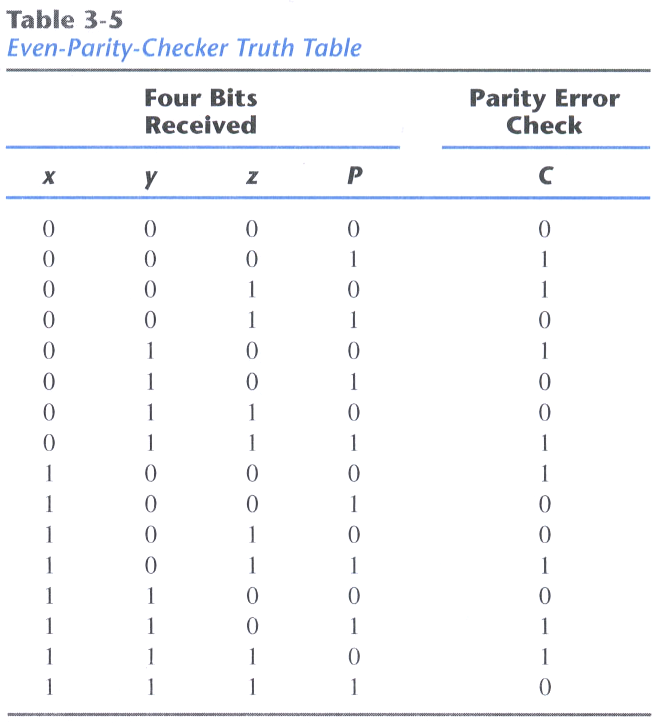 Table 3-5
Even-Parity-Checker Truth Table
Four Bits Received Parity Error Check
x y z P C
0 0 0 0 0
0 0 0 1 1
0 0 1 0 1
0 0 1 1 0
0 1 0 0 1
0 1 0 1 0
0 1 1 0 0
0 1 1 1 1
1 0 0 0 1
1 0 0 1 0
1 0 1 0 0
1 0 1 1 1
1 1 0 0 0
1 1 0 1 1
1 1 1 0 1
1 1 1 1 0